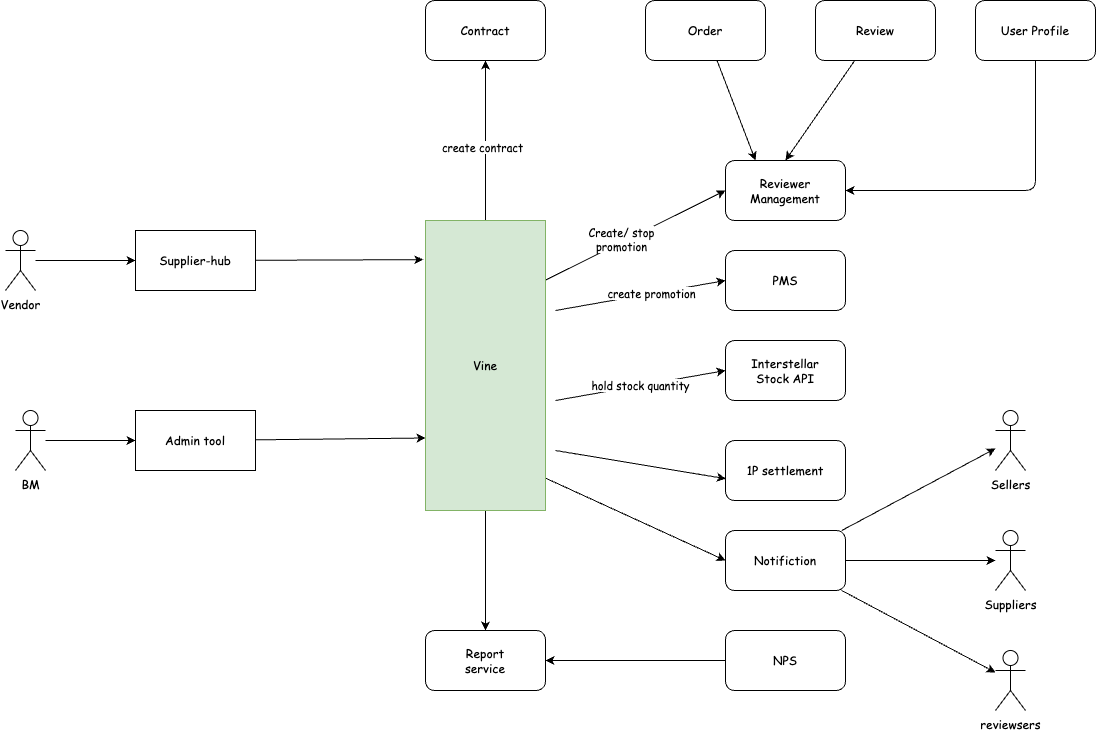 Contract
Order
Review
User Profile
create contract
Reviewer
Management
Create/ stop
promotion
Supplier-hub
Vendor
PMS
create promotion
Vine
Interstellar
Stock API
hold stock quantity
Admin tool
BM
1P settlement
Sellers
Notifiction
Suppliers
Report
service
NPS
reviewsers